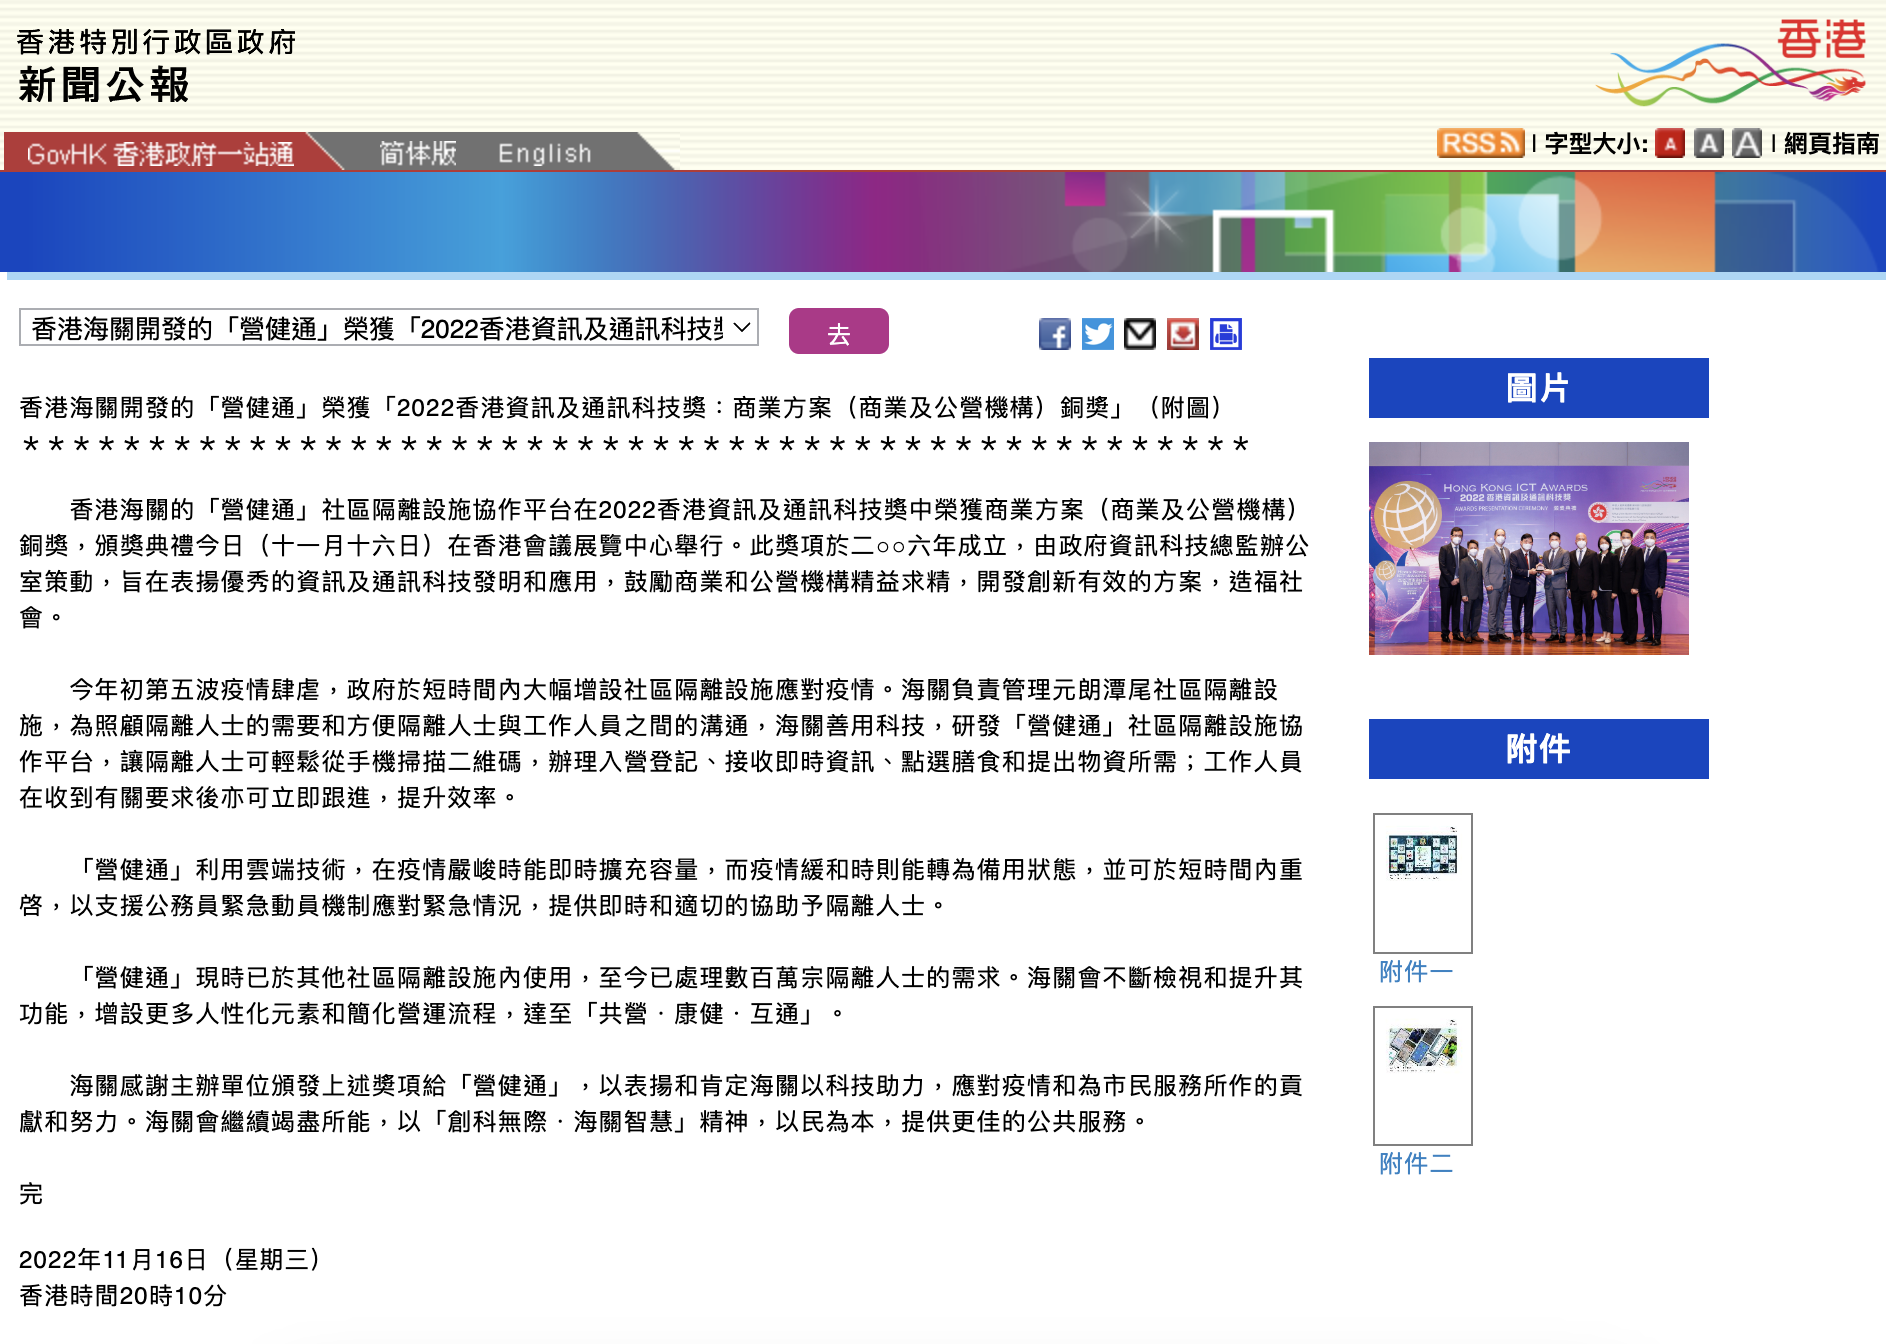 香港特別行政區政府
新聞公報
香港
GovHK 香港政府一站通
简体版
English
RSS
字型大小:
A
A
A
網頁指南
香港海關開發的「營健通」榮獲「2022香港資訊及通訊科技
去
香港海關開發的「營健通」榮獲「2022香港資訊及通訊科技獎：商業方案（商業及公營機構）銅獎」（附圖）
＊＊＊＊＊＊＊＊＊＊＊＊＊＊＊＊＊＊＊＊＊＊＊＊＊＊＊＊＊＊＊＊＊＊＊＊＊＊＊＊＊＊＊＊＊＊＊＊＊
香港海關的「營健通」社區隔離設施協作平台在2022香港資訊及通訊科技獎中榮獲商業方案（商業及公營機構）
銅獎，頒獎典禮今日（十一月十六日）在香港會議展覽中心舉行。此獎項於二○○六年成立，由政府資訊科技總監辦公
室策動，旨在表揚優秀的資訊及通訊科技發明和應用，鼓勵商業和公營機構精益求精，開發創新有效的方案，造福社
會。
今年初第五波疫情肆虐，政府於短時間內大幅增設社區隔離設施應對疫情。海關負責管理元朗潭尾社區隔離設
施，為照顧隔離人士的需要和方便隔離人士與工作人員之間的溝通，海關善用科技，研發「營健通」社區隔離設施協
作平台，讓隔離人士可輕鬆從手機掃描二維碼，辦理入營登記、接收即時資訊、點選膳食和提出物資所需；工作人員
在收到有關要求後亦可立即跟進，提升效率。
「營健通」利用雲端技術，在疫情嚴峻時能即時擴充容量，而疫情緩和時則能轉為備用狀態，並可於短時間內重
啓，以支援公務員緊急動員機制應對緊急情況，提供即時和適切的協助予隔離人士。
「營健通」現時已於其他社區隔離設施內使用，至今已處理數百萬宗隔離人士的需求。海關會不斷檢視和提升其
功能，增設更多人性化元素和簡化營運流程，達至「共營．康健．互通」。
海關感謝主辦單位頒發上述獎項給「營健通」，以表揚和肯定海關以科技助力，應對疫情和為市民服務所作的貢
獻和努力。海關會繼續竭盡所能，以「創科無際．海關智慧」精神，以民為本，提供更佳的公共服務。
完
2022年11月16日（星期三）
香港時間20時10分
圖片
HONG KONG ICT AWARDS
2022 香港資訊及通訊科技獎
AWARDS PRESENTATION CEREMONY 頒獎典禮
附件
附件一
附件二